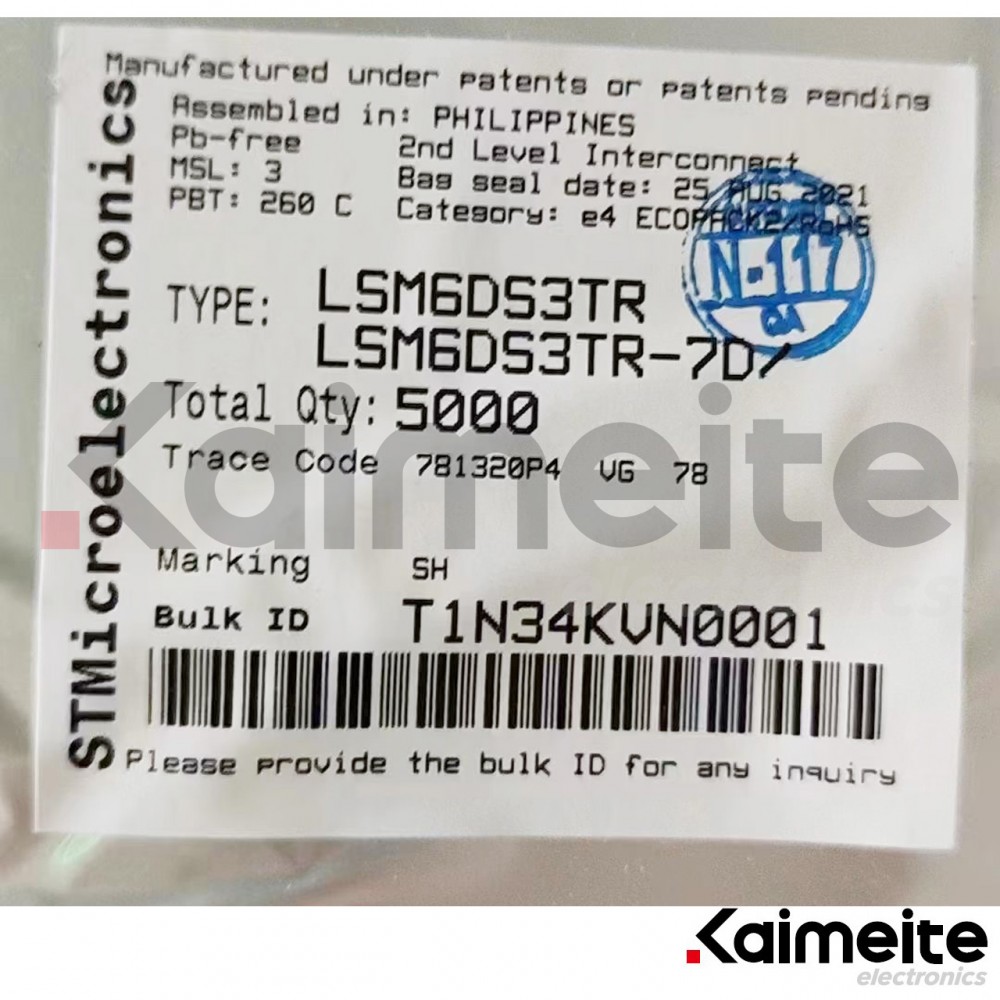 Manufactured under patents or patents pending
Assembled in: PHILIPPINES
Pb-free 2nd Level Interconnect
MSL: 3 Bag seal date: 25 AUG 2021
PBT: 260 C Category: e4 ECOPACK2/RoHS
N-117
QA
TYPE: LSM6DS3TR
LSM6DS3TR-7D/
Total Qty: 5000
Trace Code 781320P4 VG 78
Marking SH
Bulk ID T1N34KVN0001
Please provide the bulk ID for any inquiry
STMicroelectronics
Kaimeite
Kaimeite
electronics